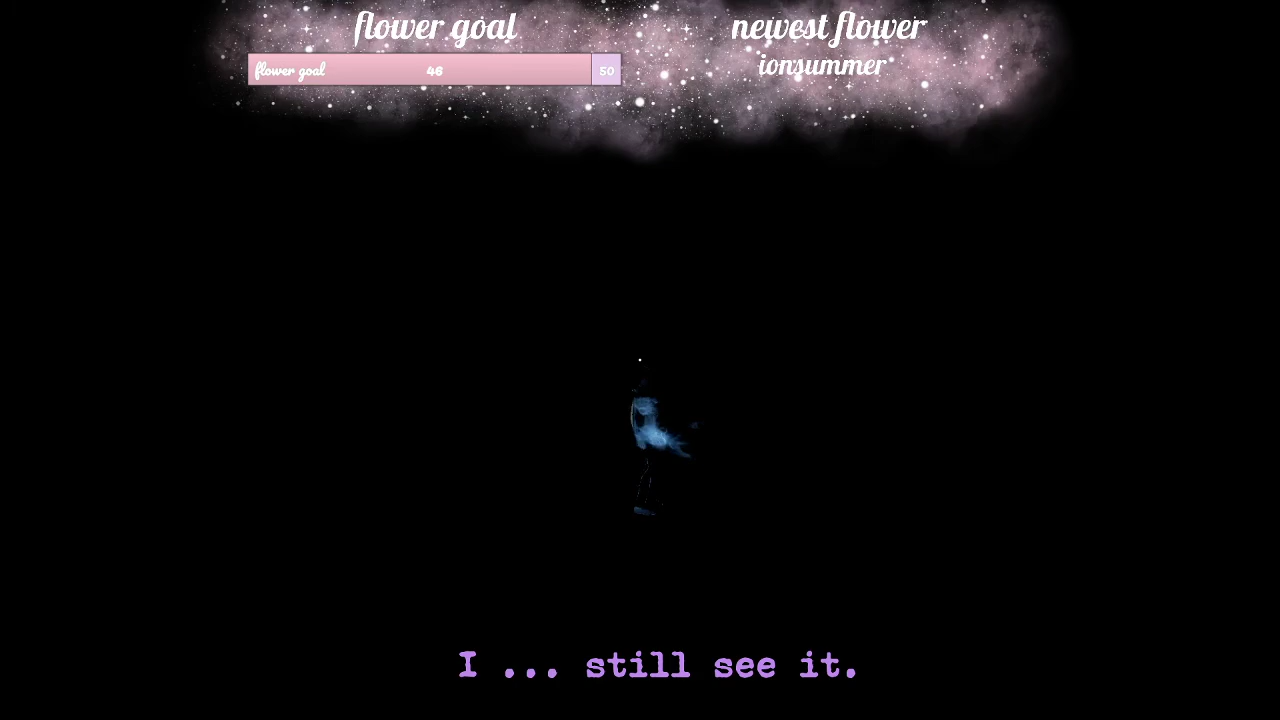 flower goal
flower goal 46 50
newest flower
ionsummer
I ... still see it.